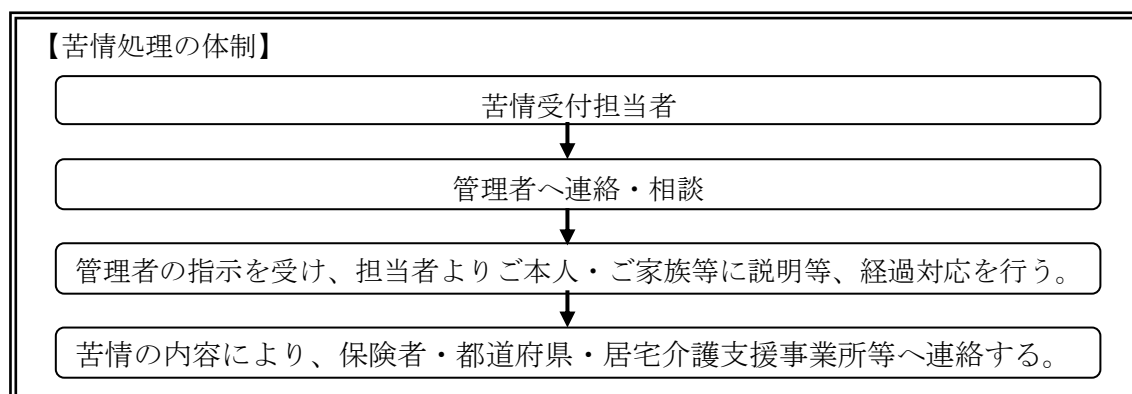 【苦情処理の体制】
苦情受付担当者
管理者へ連絡・相談
管理者の指示を受け、担当者よりご本人・ご家族等に説明等、経過対応を行う。
苦情の内容により、保険者・都道府県・居宅介護支援事業所等へ連絡する。